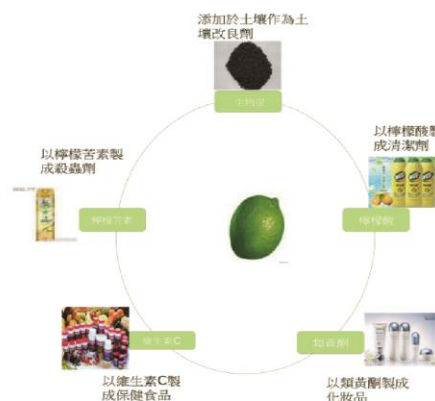 添加於土壤作為土
壤改良劑
生物炭
以檸檬酸製
成清潔劑
檸檬酸
以檸檬苦素製
成殺蟲劑
檸檬苦素
維生素C
類黃酮
以維生素C製
成保健食品
以類黃酮製成
化妝品